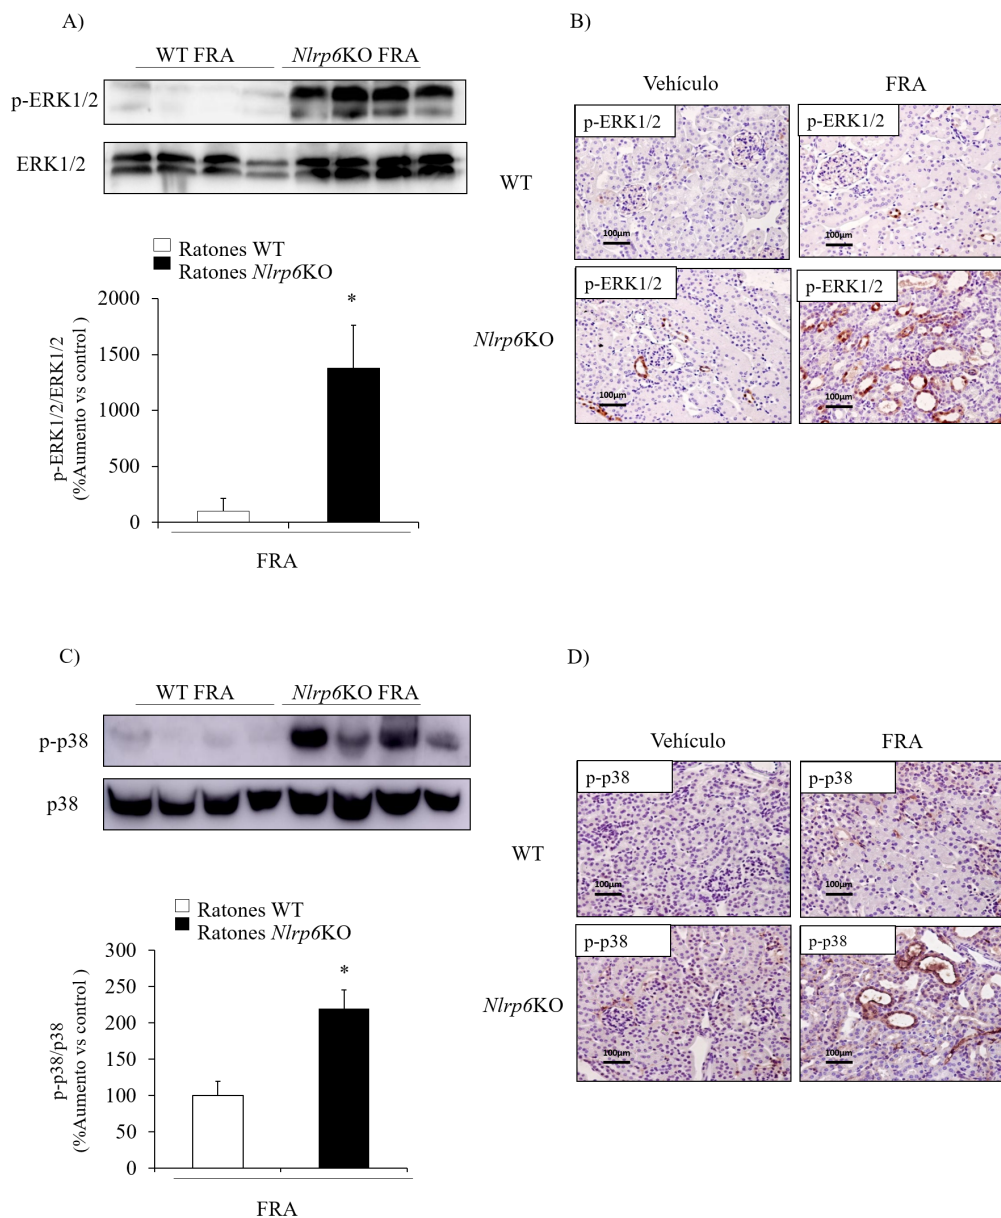 A)
WT FRA
Nlrp6KO FRA
p-ERK1/2
ERK1/2
Ratones WT
Ratones Nlrp6KO
2000
1500
1000
500
0
*
p-ERK1/2/ERK1/2
(%Aumento vs control )
FRA
B)
Vehículo
FRA
WT
p-ERK1/2
100µm
p-ERK1/2
100µm
Nlrp6KO
p-ERK1/2
100µm
p-ERK1/2
100µm
C)
WT FRA
Nlrp6KO FRA
p-p38
p38
Ratones WT
Ratones Nlrp6KO
300
250
200
150
100
50
0
*
p-p38/p38
(%Aumento vs control )
FRA
D)
Vehículo
FRA
WT
p-p38
100µm
p-p38
100µm
Nlrp6KO
p-p38
100µm
p-p38
100µm